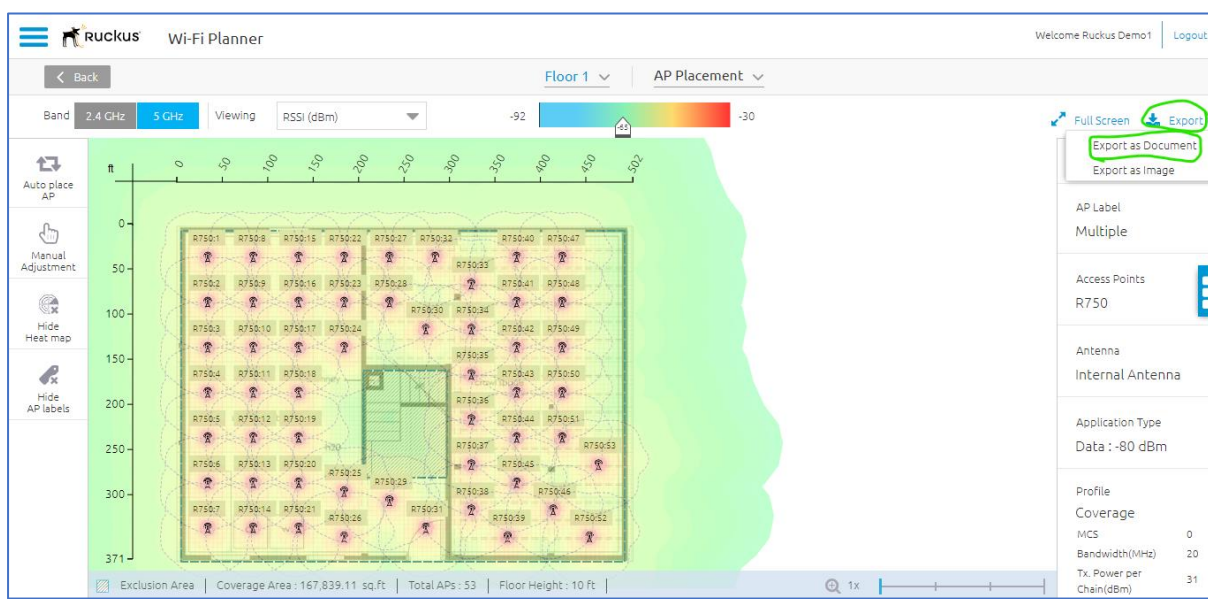 Ruckus Wi-Fi Planner Welcome Ruckus Demo1 Logout
Back Floor 1 AP Placement
Band 2.4 GHz 5 GHz Viewing RSSI (dBm) -92 -65 -30 Full Screen Export
Export as Document
Export as Image
Auto place
AP
Manual
Adjustment
Hide
Heat map
Hide
AP labels
ft 0 50 100 150 200 250 300 350 400 450 502
0
R750:1 R750:8 R750:15 R750:22 R750:27 R750:32 R750:40 R750:47
50
R750:33
R750:2 R750:9 R750:16 R750:23 R750:28 R750:41 R750:48
100
R750:30 R750:34
R750:3 R750:10 R750:17 R750:24 R750:42 R750:49
150
R750:35
R750:4 R750:11 R750:18 R750:43 R750:50
200
R750:36
R750:5 R750:12 R750:19 R750:44 R750:51
250
H20
R750:37 R750:53
R750:6 R750:13 R750:20 R750:45
R750:25
R750:29
300
R750:38 R750:46
R750:7 R750:14 R750:21 R750:31
R750:26 R750:39 R750:52
371
AP Label
Multiple
Access Points
R750
Antenna
Internal Antenna
Application Type
Data : -80 dBm
Profile
Coverage
MCS 0
Bandwidth(MHz) 20
Tx. Power per
Chain(dBm) 31
Exclusion Area | Coverage Area : 167,839.11 sq.ft | Total APs : 53 | Floor Height : 10 ft | 1x